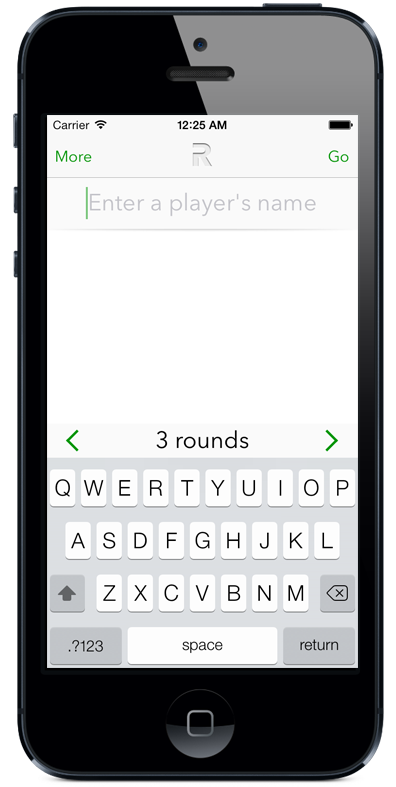 Carrier 12:25 AM
More R Go
Enter a player's name
3 rounds
Q W E R T Y U I O P
A S D F G H J K L
Z X C V B N M
.?123 space return